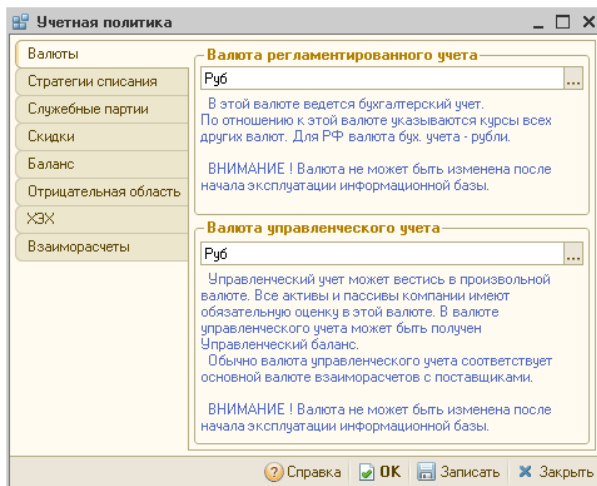 Учетная политика
Валюты
Стратегии списания
Служебные партии
Скидки
Баланс
Отрицательная область
ХЭХ
Взаиморасчеты
Валюта регламентированного учета
Руб
...
В этой валюте ведется бухгалтерский учет.
По отношению к этой валюте указываются курсы всех
других валют. Для РФ валюта бух. учета - рубли.
ВНИМАНИЕ ! Валюта не может быть изменена после
начала эксплуатации информационной базы.
Валюта управленческого учета
Руб
...
Управленческий учет может вестись в произвольной
валюте. Все активы и пассивы компании имеют
обязательную оценку в этой валюте. В валюте
управленческого учета может быть получен
Управленческий баланс.
Обычно валюта управленческого учета соответствует
основной валюте взаиморасчетов с поставщиками.
ВНИМАНИЕ ! Валюта не может быть изменена после
начала эксплуатации информационной базы.
Справка OK Записать Закрыть